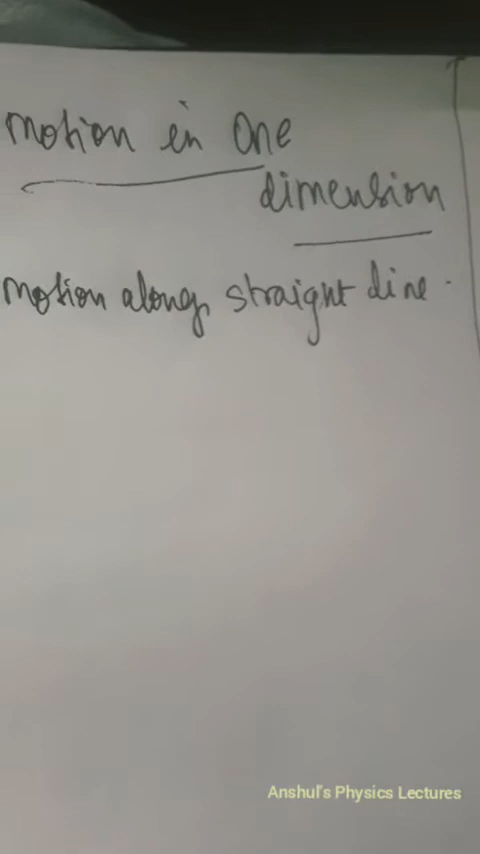 motion in One
dimension
motion along straight line.
Anshul's Physics Lectures